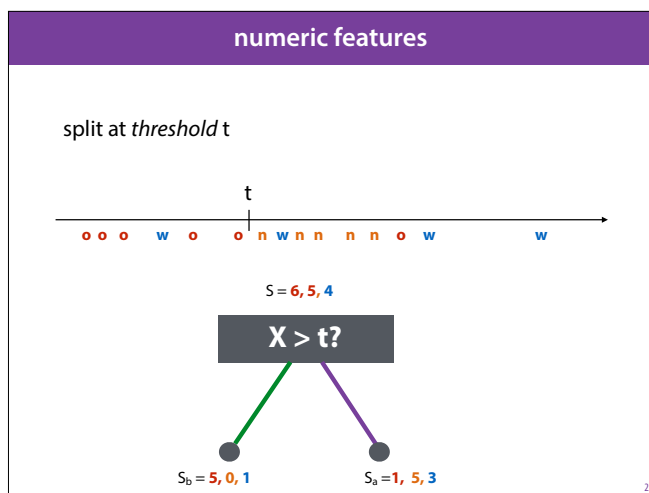 numeric features
split at threshold t
t
o o o w o o n w n n n n o w w
S = 6, 5, 4
X > t?
Sb = 5, 0, 1 Sa =1, 5, 3
2